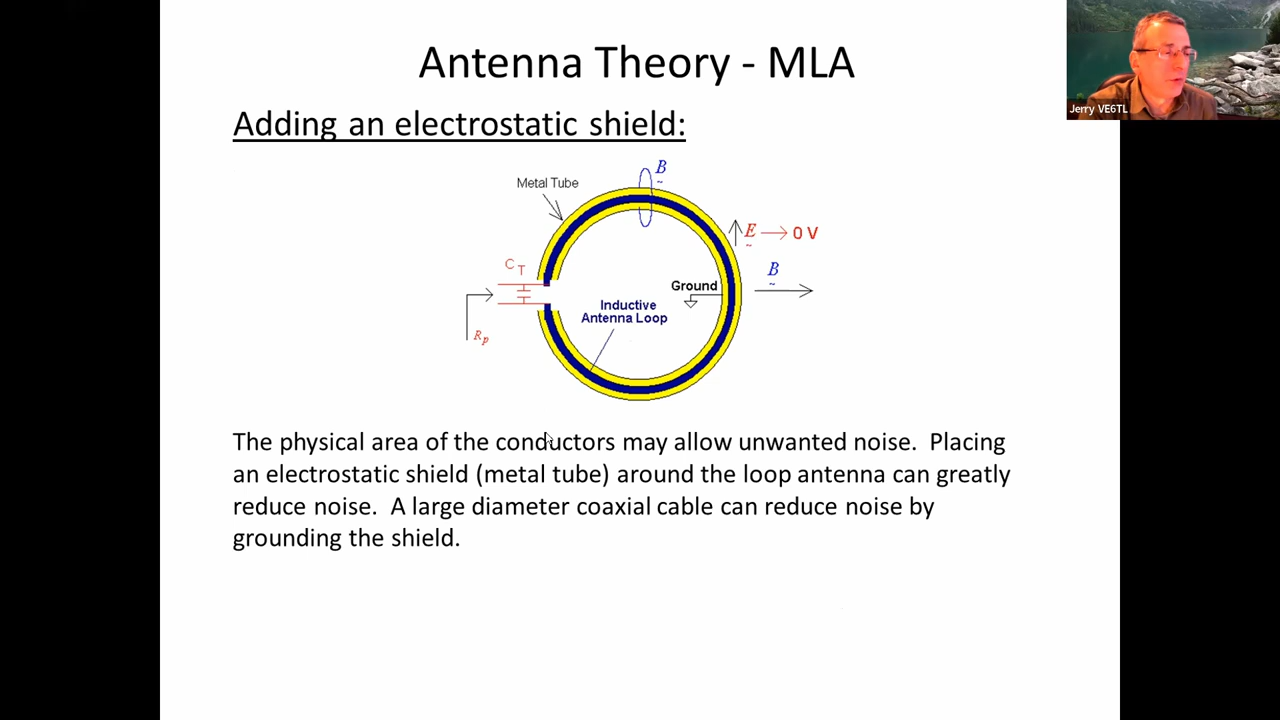 Antenna Theory - MLA
Jerry VE6TL
Adding an electrostatic shield:
B
~
Metal Tube
E
~
0 V
B
~
C T
Ground
Inductive
Antenna Loop
R p
The physical area of the conductors may allow unwanted noise.  Placing
an electrostatic shield (metal tube) around the loop antenna can greatly
reduce noise.  A large diameter coaxial cable can reduce noise by
grounding the shield.